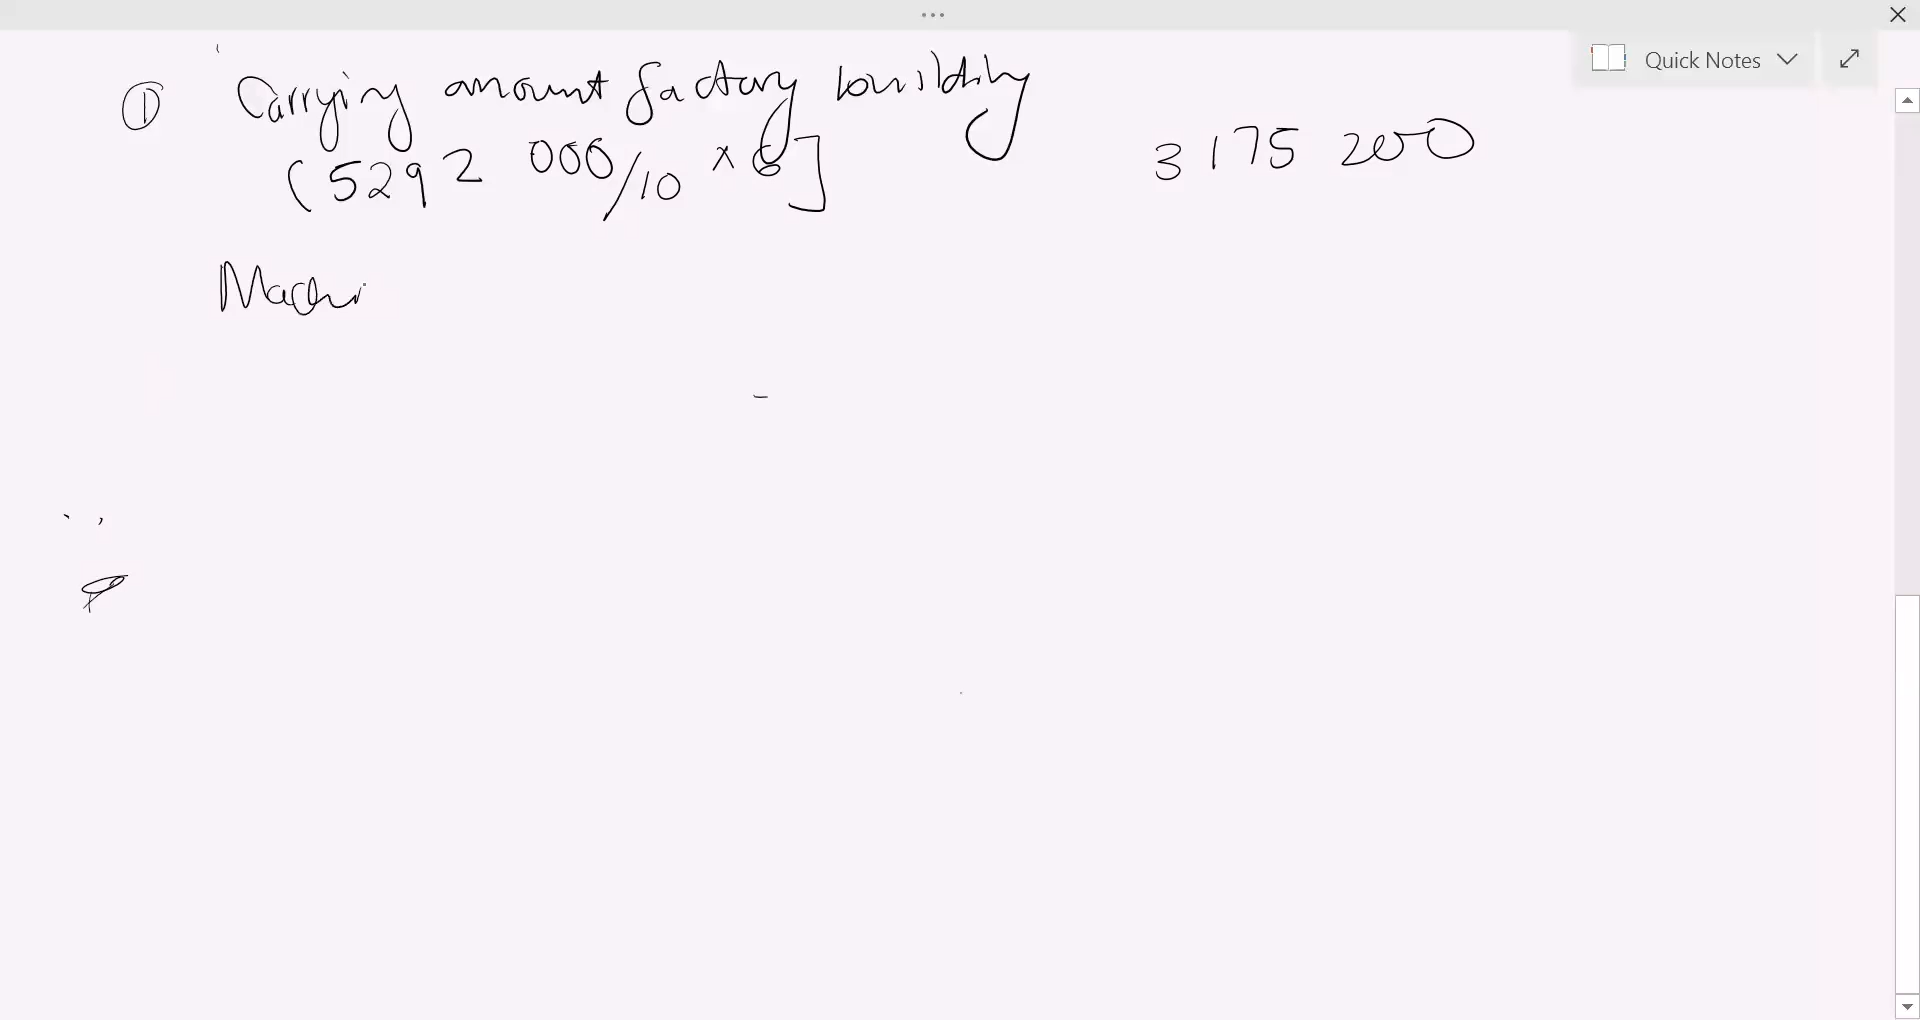 Quick Notes
① Carrying amount factory building
(5292 000/10 × 6] 3 175 200
Machi